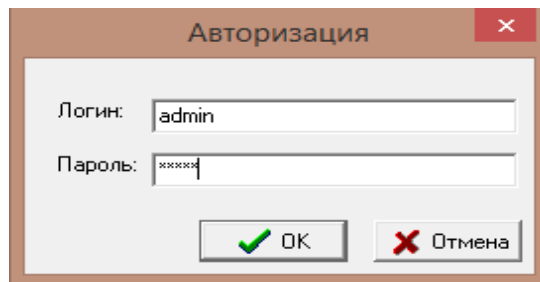 Авторизация
Логин: admin
Пароль: *****
OK Отмена